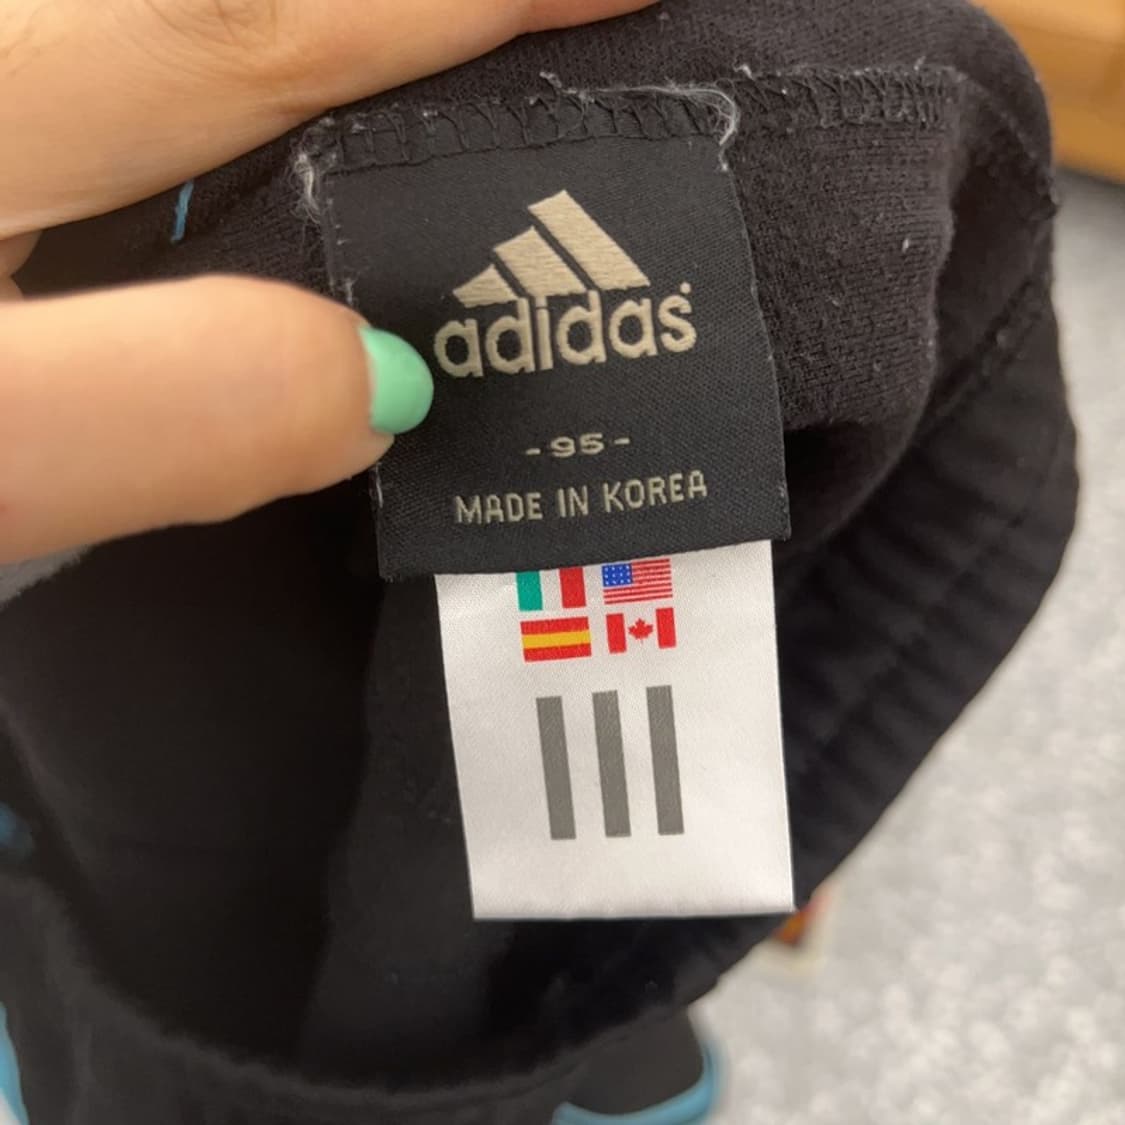 adidas
-95-
MADE IN KOREA